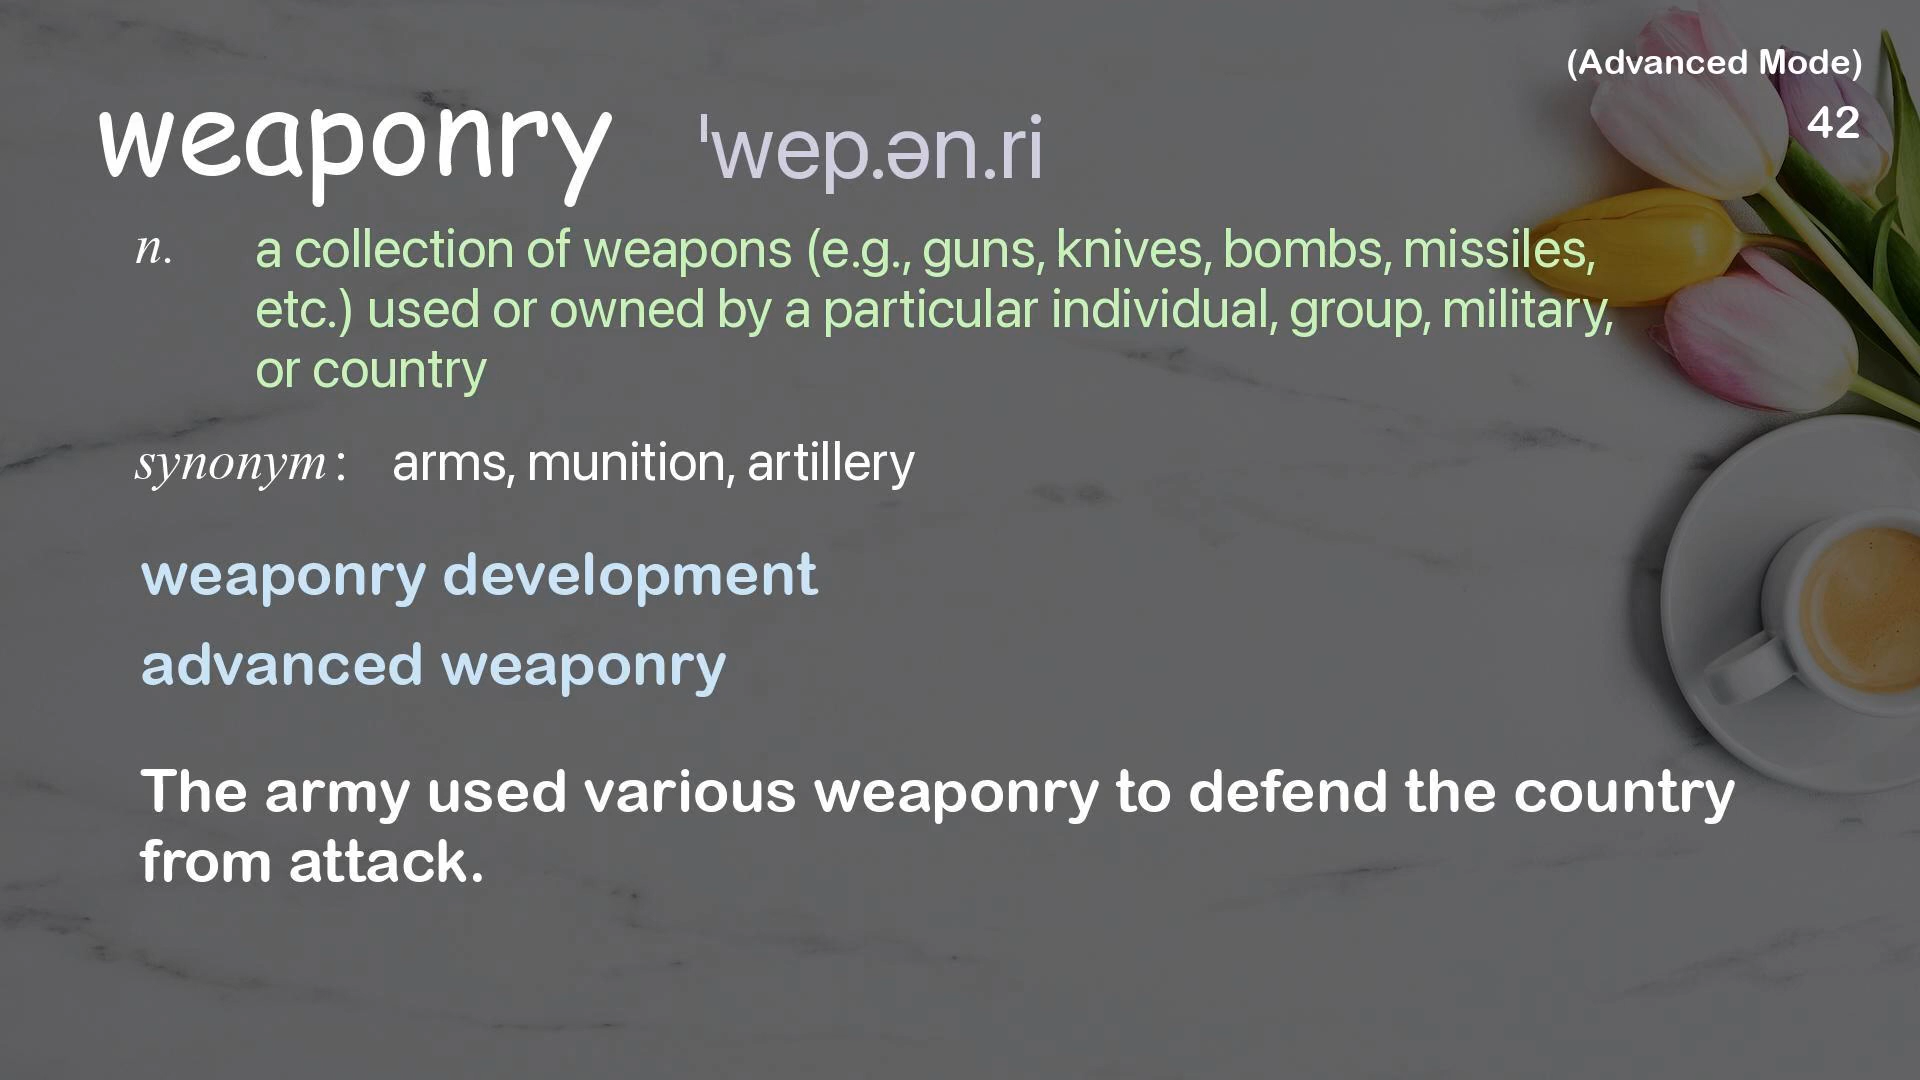 (Advanced Mode)
42
weaponry ˈwep.ən.ri
n. a collection of weapons (e.g., guns, knives, bombs, missiles,
etc.) used or owned by a particular individual, group, military,
or country
synonym: arms, munition, artillery
weaponry development
advanced weaponry
The army used various weaponry to defend the country
from attack.